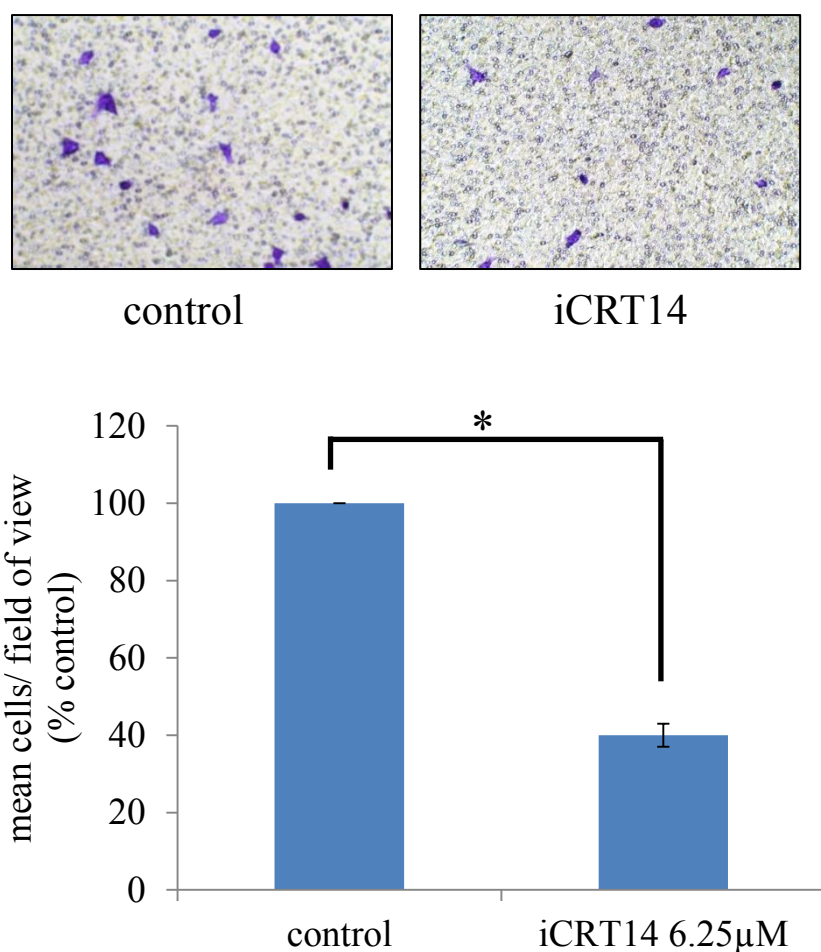 control
iCRT14
*
120
100
80
60
40
20
0
mean cells/ field of view
(% control)
control
iCRT14 6.25µM